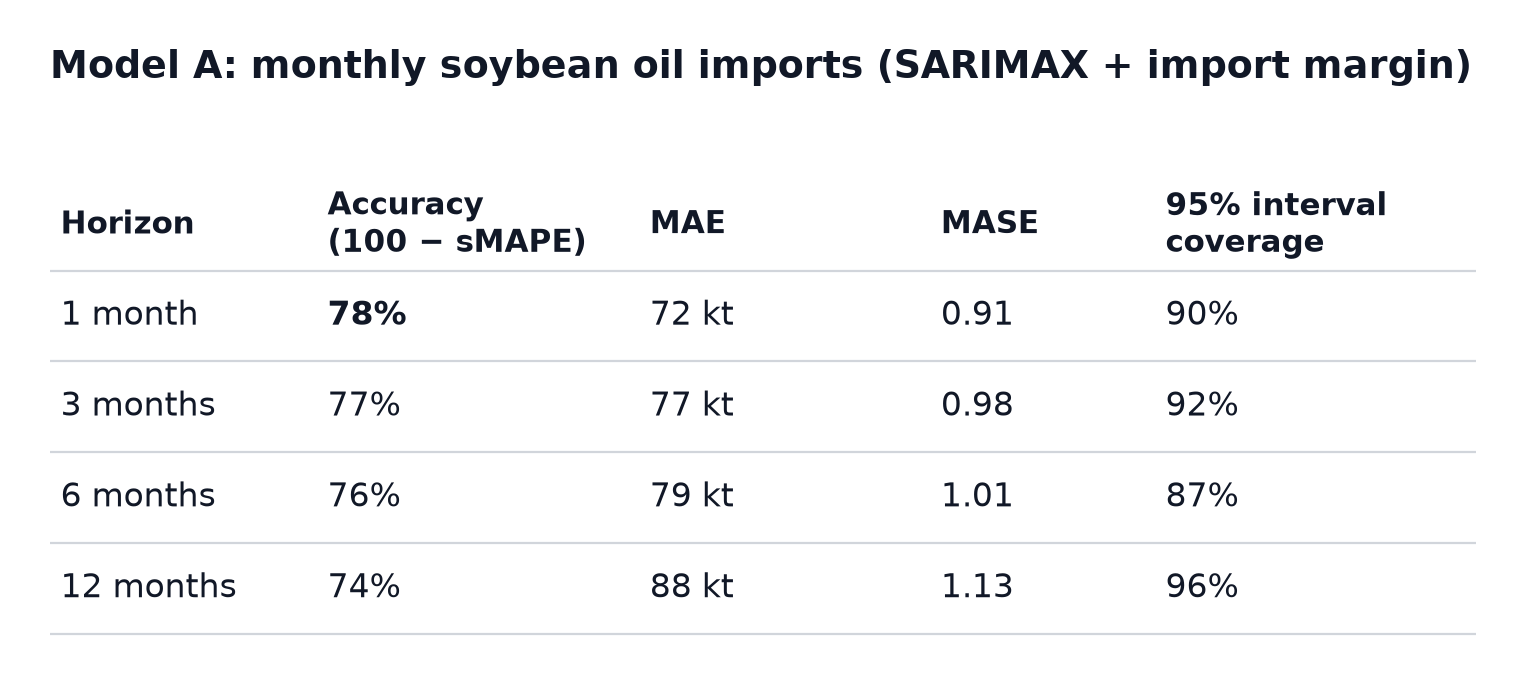 Model A: monthly soybean oil imports (SARIMAX + import margin)
Horizon Accuracy (100 − sMAPE) MAE MASE 95% interval coverage
1 month 78% 72 kt 0.91 90%
3 months 77% 77 kt 0.98 92%
6 months 76% 79 kt 1.01 87%
12 months 74% 88 kt 1.13 96%